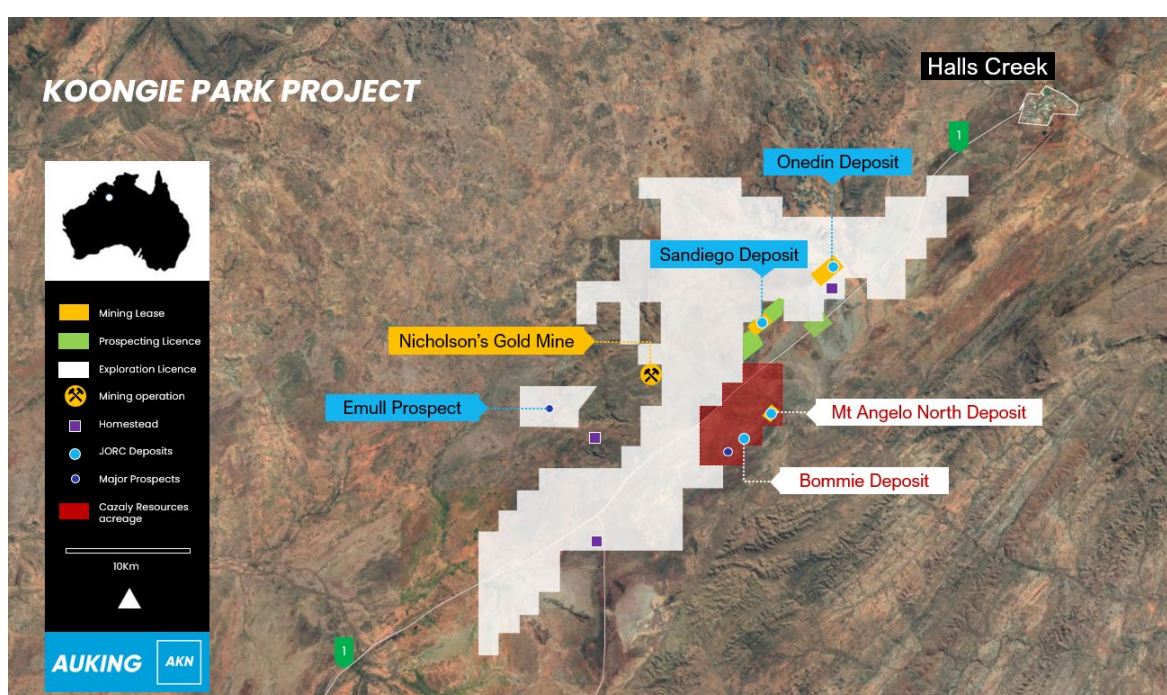 KOONGIE PARK PROJECT
Halls Creek
1
Onedin Deposit
Sandiego Deposit
Nicholson's Gold Mine
Emull Prospect
Mt Angelo North Deposit
Bommie Deposit
Mining Lease
Prospecting Licence
Exploration Licence
Mining operation
Homestead
JORC Deposits
Major Prospects
Cazaly Resources
acreage
10Km
AUKING AKN
1